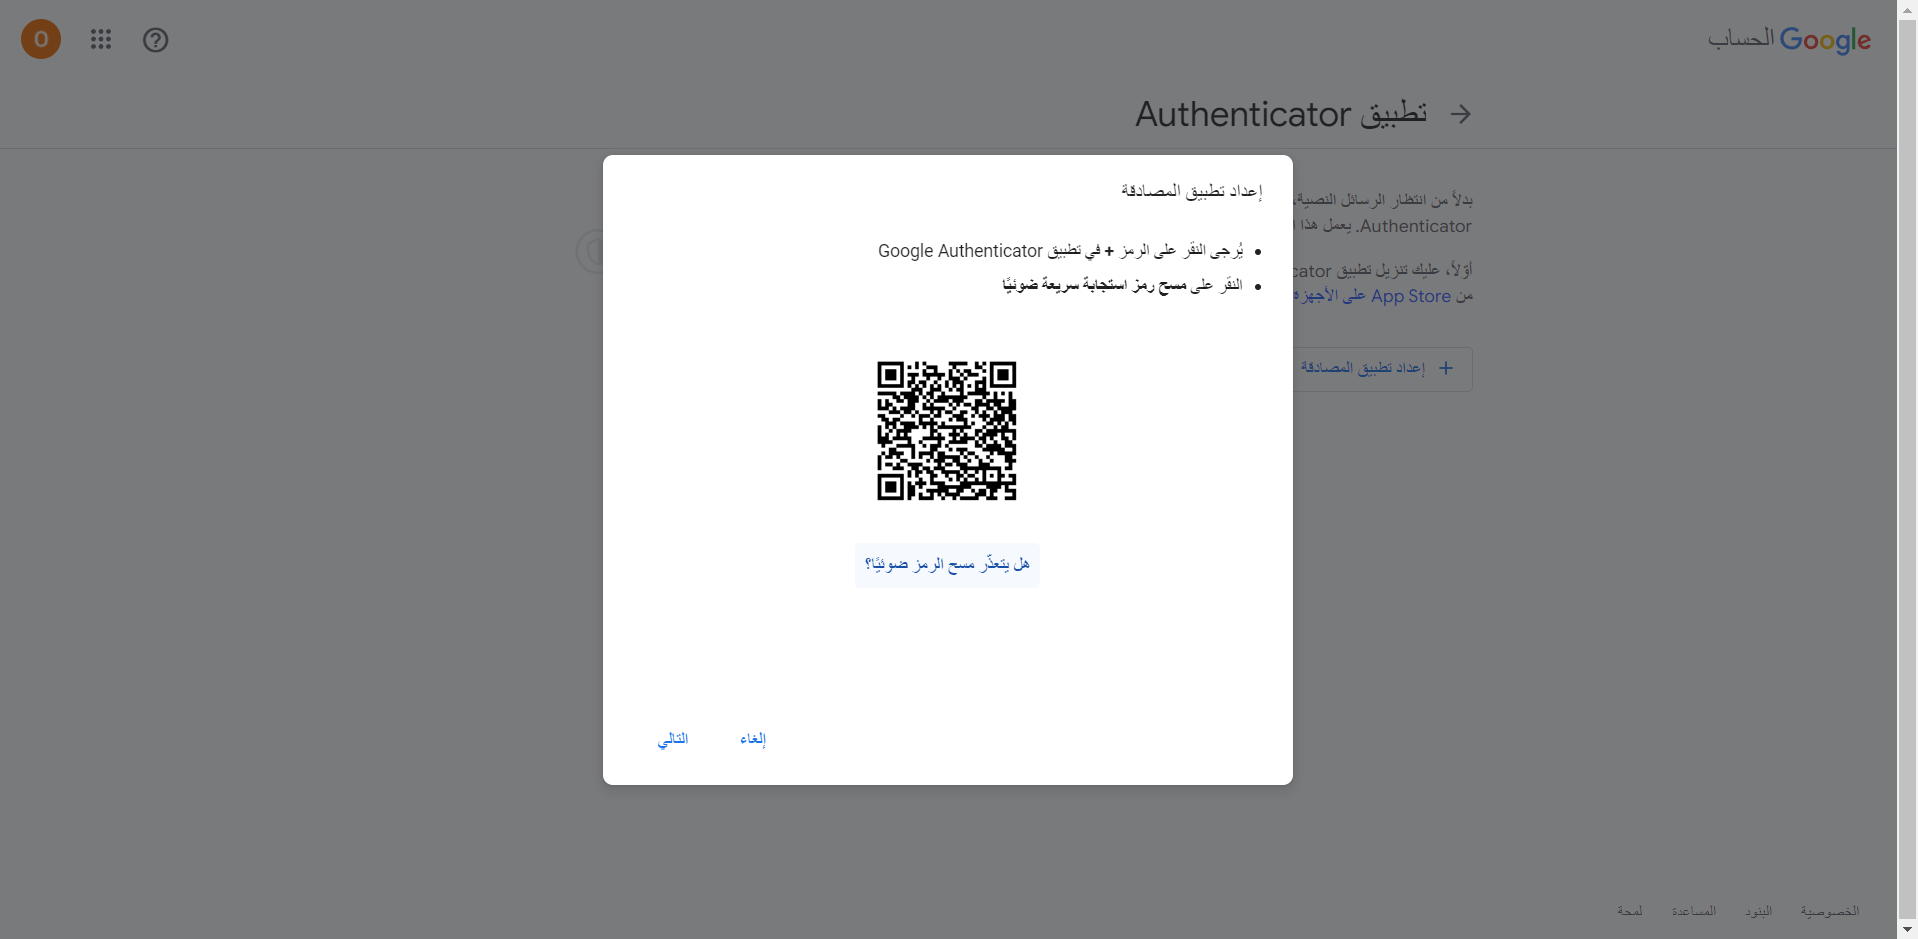 Google الحساب
تطبيق Authenticator
بدلاً من انتظار الرسائل النصية،
Authenticator. يعمل هذا
أوّلاً، عليك تنزيل تطبيق
من App Store على الأجهزة
إعداد تطبيق المصادقة
إعداد تطبيق المصادقة
يُرجى النقر على الرمز + في تطبيق Google Authenticator
النقر على مسح رمز استجابة سريعة ضوئيًا
هل يتعذّر مسح الرمز ضوئيًا؟
إلغاء
التالي
الخصوصية
البنود
المساعدة
لمحة